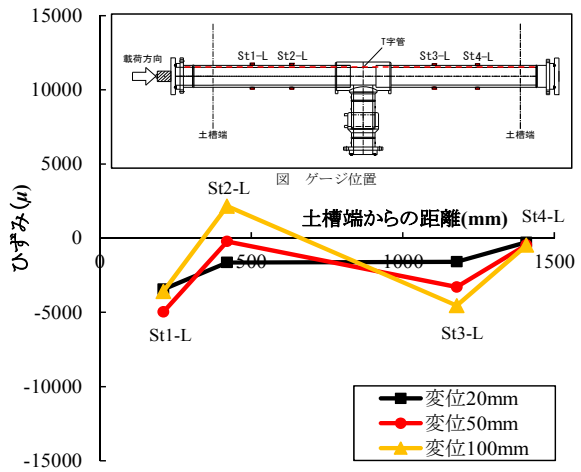 15000
10000
5000
0
-5000
-10000
-15000
ひずみ(μ)
載荷方向
St1-L
St2-L
T字管
St3-L
St4-L
土槽端
土槽端
図 ゲージ位置
St2-L
土槽端からの距離(mm)
St4-L
0
500
1000
1500
St1-L
St3-L
変位20mm
変位50mm
変位100mm